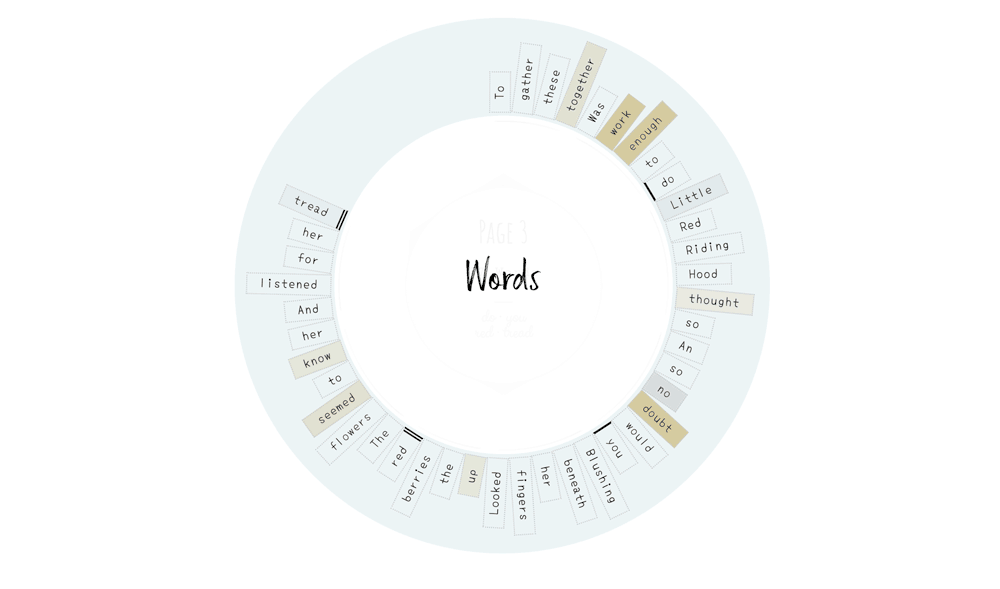 PAGE 3
Words
To gather these together
Was work enough to do
Little Red Riding Hood thought so
An so no doubt would you
Blushing beneath her fingers
Looked up the berries red
The flowers seemed to know her
And listened for her tread